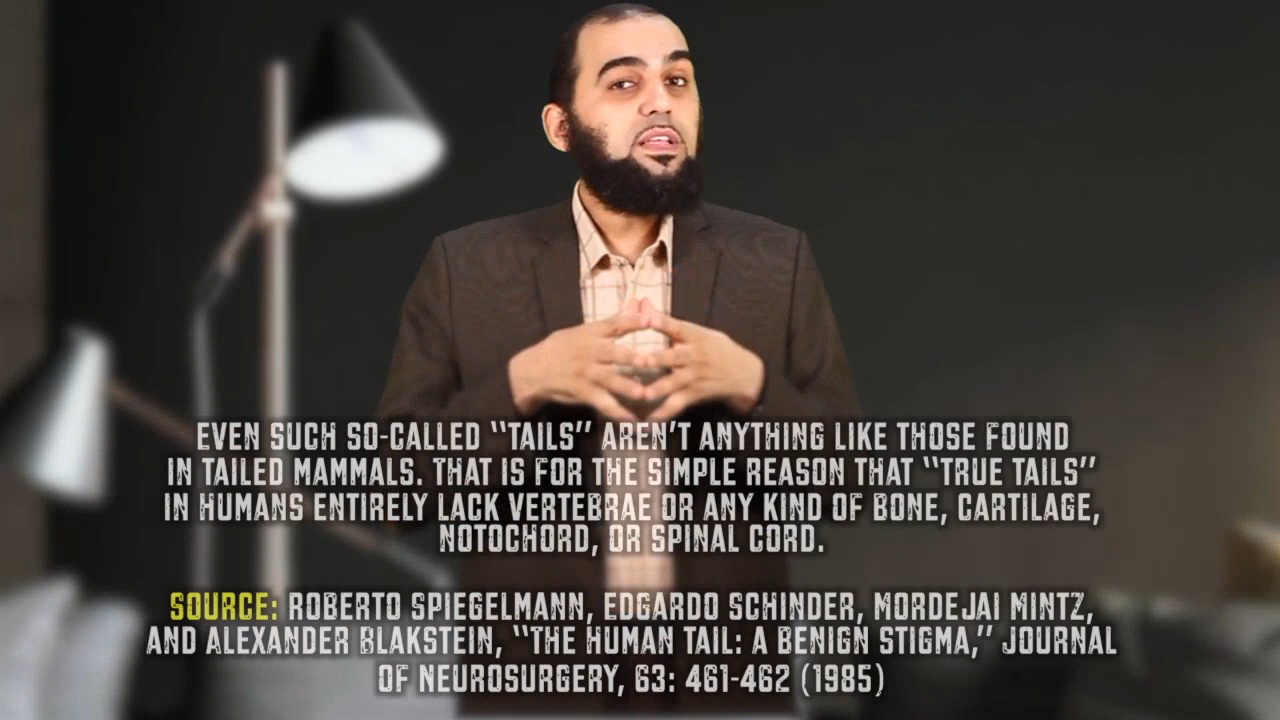 EVEN SUCH SO-CALLED "TAILS" AREN'T ANYTHING LIKE THOSE FOUND
IN TAILED MAMMALS. THAT IS FOR THE SIMPLE REASON THAT "TRUE TAILS"
IN HUMANS ENTIRELY LACK VERTEBRAE OR ANY KIND OF BONE, CARTILAGE,
NOTOCHORD, OR SPINAL CORD.
SOURCE: ROBERTO SPIEGELMANN, EDGARDO SCHINDER, MORDEJAI MINTZ,
AND ALEXANDER BLAKSTEIN, "THE HUMAN TAIL: A BENIGN STIGMA," JOURNAL
OF NEUROSURGERY, 63: 461-462 (1985)